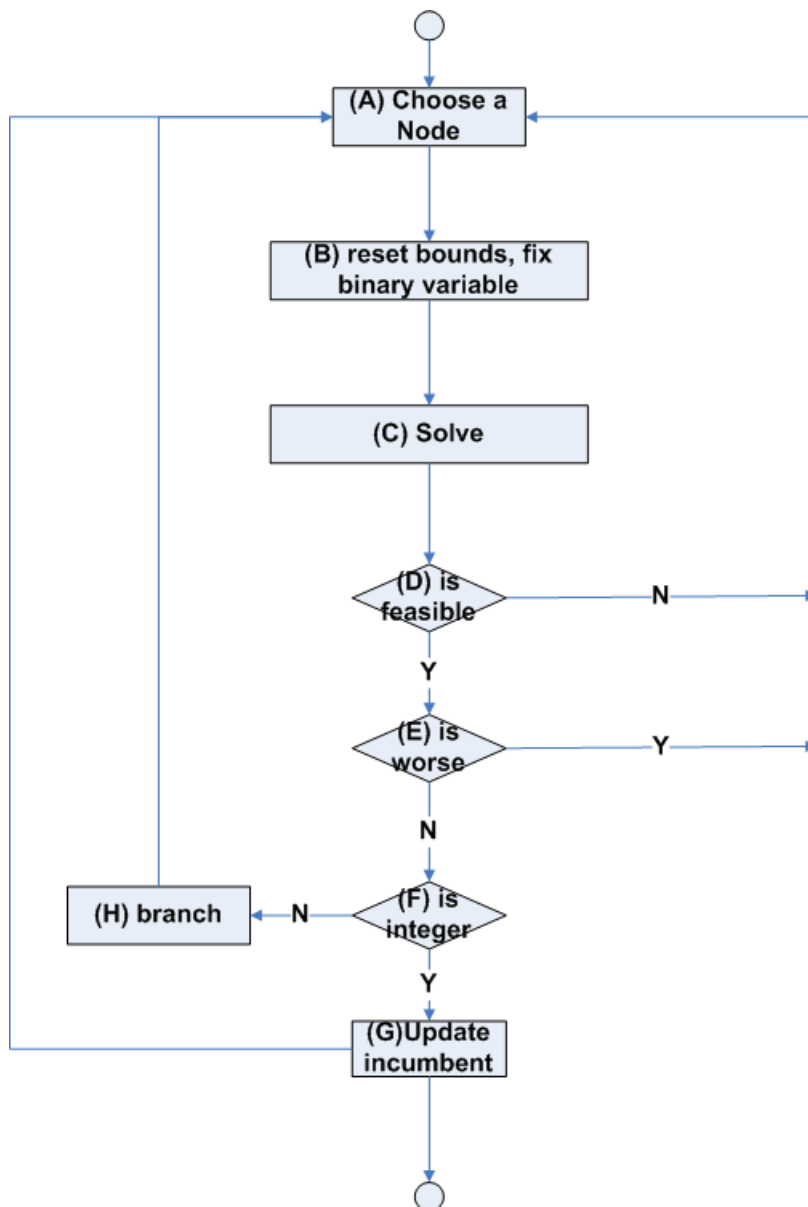 (A) Choose a
Node
(B) reset bounds, fix
binary variable
(C) Solve
(D) is
feasible
N
Y
(E) is
worse
Y
N
(F) is
integer
N
(H) branch
Y
(G)Update
incumbent